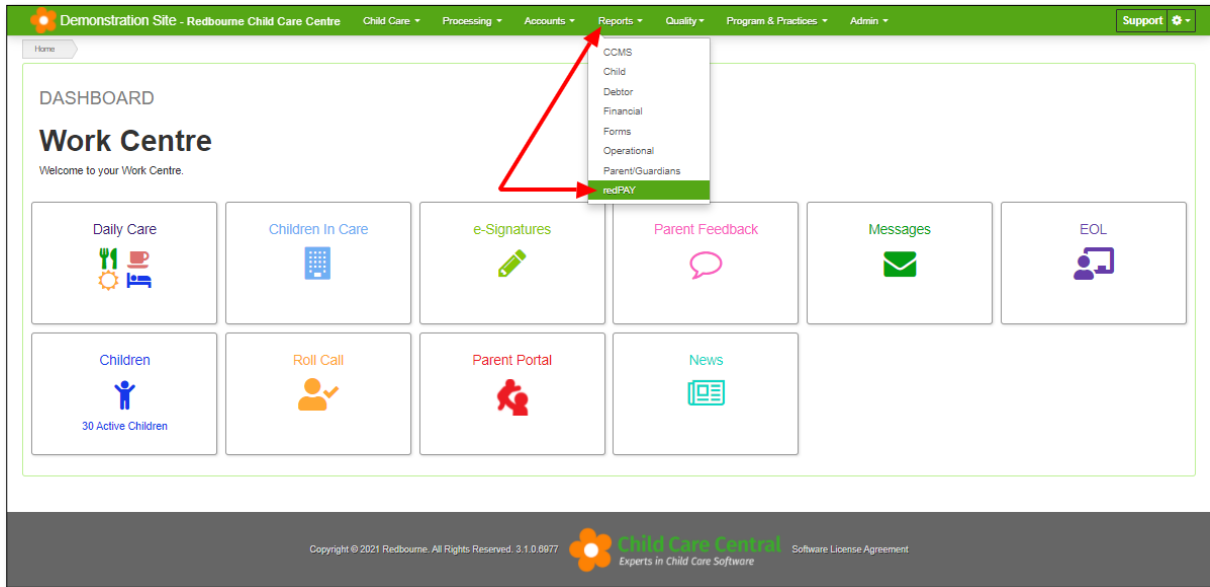 Demonstration Site - Redbourne Child Care Centre Child Care Processing Accounts Reports Quality Program & Practices Admin Support
Home
CCMS
Child
Debtor
Financial
Forms
Operational
Parent/Guardians
redPAY
DASHBOARD
Work Centre
Welcome to your Work Centre.
Daily Care Children In Care e-Signatures Parent Feedback Messages EOL
Children Roll Call Parent Portal News
30 Active Children
Copyright © 2021 Redbourne. All Rights Reserved. 3.1.0.6977 Child Care Central Software License Agreement
Experts in Child Care Software